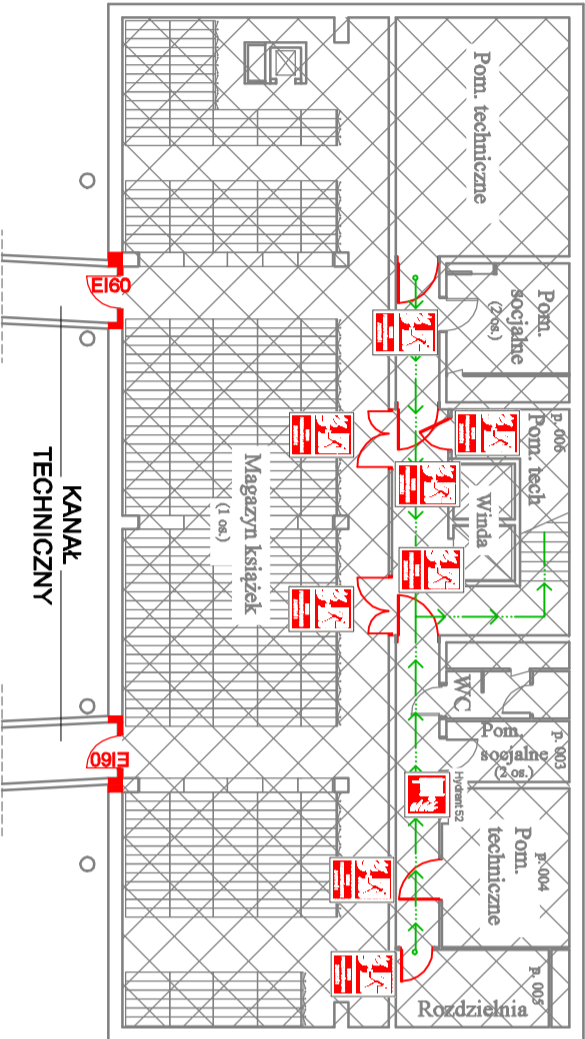 Pom. techniczne
Pom.
socjalne
(2 os.)
EI60
p. 006
Pom. tech
Winda
Magazyn książek
(1 os.)
KANAŁ
TECHNICZNY
WC
p. 003
Pom.
socjalne
(2 os.)
EI60
Hydrant 52
p. 004
Pom.
techniczne
p. 005
Rozdzielnia